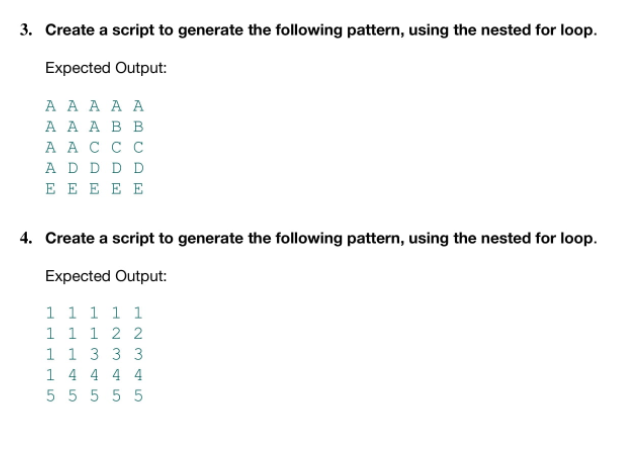 3. Create a script to generate the following pattern, using the nested for loop.
Expected Output:
A A A A A
A A A B B
A A C C C
A D D D D
E E E E E
4. Create a script to generate the following pattern, using the nested for loop.
Expected Output:
1 1 1 1 1
1 1 1 2 2
1 1 3 3 3
1 4 4 4 4
5 5 5 5 5